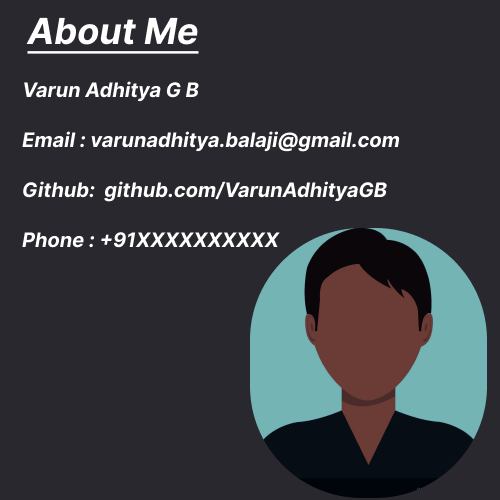 About Me
Varun Adhitya G B
Email : varunadhitya.balaji@gmail.com
Github:  github.com/VarunAdhityaGB
Phone : +91XXXXXXXXXX